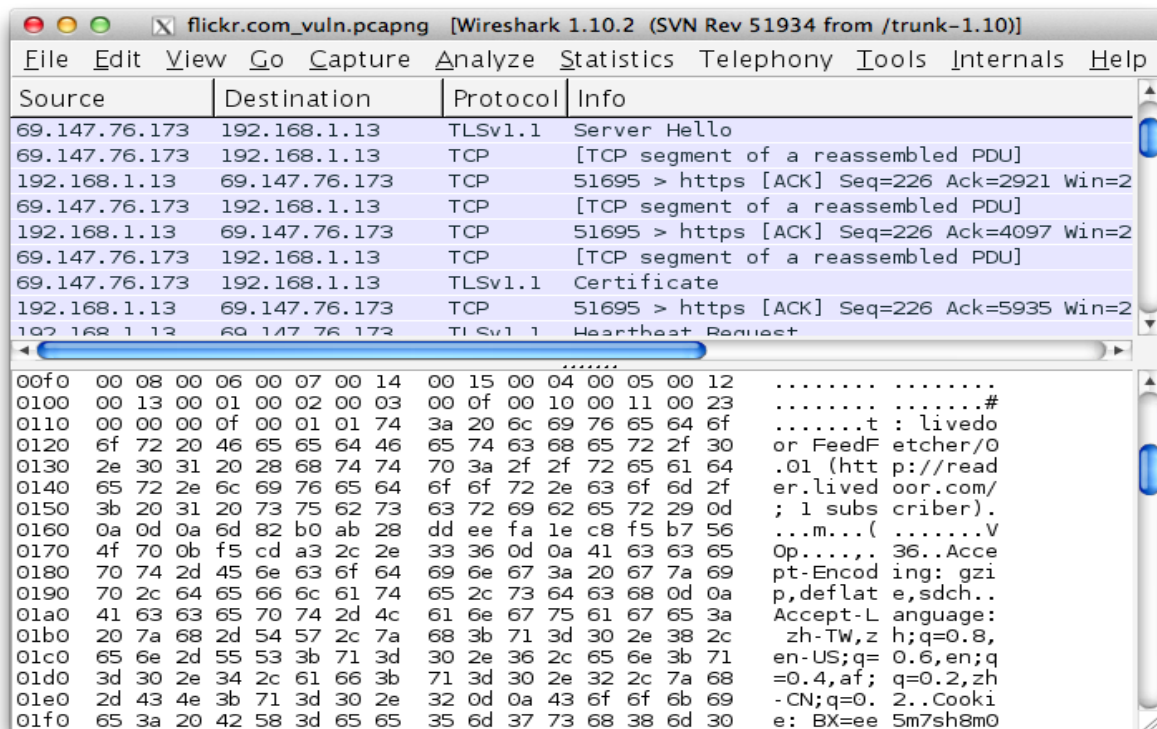 flickr.com_vuln.pcapng [Wireshark 1.10.2 (SVN Rev 51934 from /trunk-1.10)]
File Edit View Go Capture Analyze Statistics Telephony Tools Internals Help
Source Destination Protocol Info
69.147.76.173 192.168.1.13 TLSv1.1 Server Hello
69.147.76.173 192.168.1.13 TCP [TCP segment of a reassembled PDU]
192.168.1.13 69.147.76.173 TCP 51695 > https [ACK] Seq=226 Ack=2921 Win=2
69.147.76.173 192.168.1.13 TCP [TCP segment of a reassembled PDU]
192.168.1.13 69.147.76.173 TCP 51695 > https [ACK] Seq=226 Ack=4097 Win=2
69.147.76.173 192.168.1.13 TCP [TCP segment of a reassembled PDU]
69.147.76.173 192.168.1.13 TLSv1.1 Certificate
192.168.1.13 69.147.76.173 TCP 51695 > https [ACK] Seq=226 Ack=5935 Win=2
192.168.1.13 69.147.76.173 TLSv1.1 Heartbeat Request
00f0 00 08 00 06 00 07 00 14 00 15 00 04 00 05 00 12 ........ ........
0100 00 13 00 01 00 02 00 03 00 0f 00 10 00 11 00 23 ........ .......#
0110 00 00 00 0f 00 01 01 74 3a 20 6c 69 76 65 64 6f .......t : livedo
0120 6f 72 20 46 65 65 64 46 65 74 63 68 65 72 2f 30 or FeedF etcher/0
0130 2e 30 31 20 28 68 74 74 70 3a 2f 2f 72 65 61 64 .01 (htt p://read
0140 65 72 2e 6c 69 76 65 64 6f 6f 72 2e 63 6f 6d 2f er.lived oor.com/
0150 3b 20 31 20 73 75 62 73 63 72 69 62 65 72 29 0d ; 1 subs criber).
0160 0a 0d 0a 6d 82 b0 ab 28 dd ee fa 1e c8 f5 b7 56 ...m...( .......V
0170 4f 70 0b f5 cd a3 2c 2e 33 36 0d 0a 41 63 63 65 Op....,. 36..Acce
0180 70 74 2d 45 6e 63 6f 64 69 6e 67 3a 20 67 7a 69 pt-Encod ing: gzi
0190 70 2c 64 65 66 6c 61 74 65 2c 73 64 63 68 0d 0a p,deflat e,sdch..
01a0 41 63 63 65 70 74 2d 4c 61 6e 67 75 61 67 65 3a Accept-L anguage:
01b0 20 7a 68 2d 54 57 2c 7a 68 3b 71 3d 30 2e 38 2c zh-TW,z h;q=0.8,
01c0 65 6e 2d 55 53 3b 71 3d 30 2e 36 2c 65 6e 3b 71 en-US;q= 0.6,en;q
01d0 3d 30 2e 34 2c 61 66 3b 71 3d 30 2e 32 2c 7a 68 =0.4,af; q=0.2,zh
01e0 2d 43 4e 3b 71 3d 30 2e 32 0d 0a 43 6f 6f 6b 69 -CN;q=0. 2..Cooki
01f0 65 3a 20 42 58 3d 65 65 35 6d 37 73 68 38 6d 30 e: BX=ee 5m7sh8m0